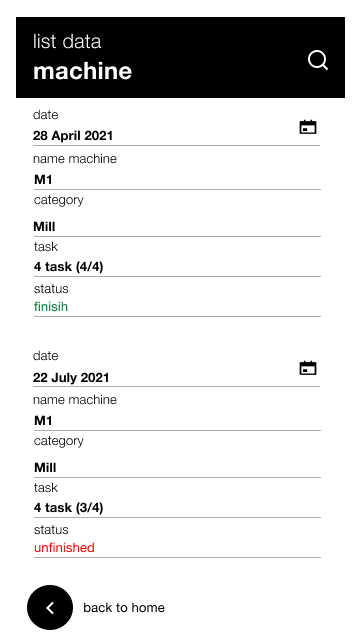 list data
machine
date
28 April 2021
name machine
M1
category
Mill
task
4 task (4/4)
status
finisih
date
22 July 2021
name machine
M1
category
Mill
task
4 task (3/4)
status
unfinished
back to home